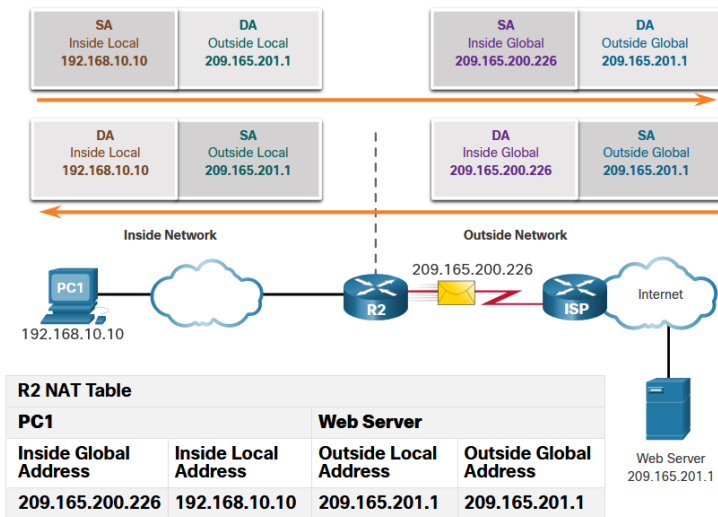 SA
Inside Local
192.168.10.10
DA
Outside Local
209.165.201.1
SA
Inside Global
209.165.200.226
DA
Outside Global
209.165.201.1
DA
Inside Local
192.168.10.10
SA
Outside Local
209.165.201.1
DA
Inside Global
209.165.200.226
SA
Outside Global
209.165.201.1
Inside Network
Outside Network
209.165.200.226
PC1
R2
ISP
Internet
192.168.10.10
R2 NAT Table
PC1
Web Server
Inside Global
Address
Inside Local
Address
Outside Local
Address
Outside Global
Address
209.165.200.226
192.168.10.10
209.165.201.1
209.165.201.1
Web Server
209.165.201.1